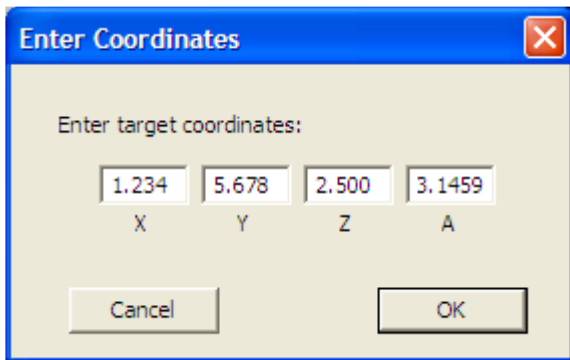 Enter Coordinates
Enter target coordinates:
1.234 5.678 2.500 3.1459
X Y Z A
Cancel OK